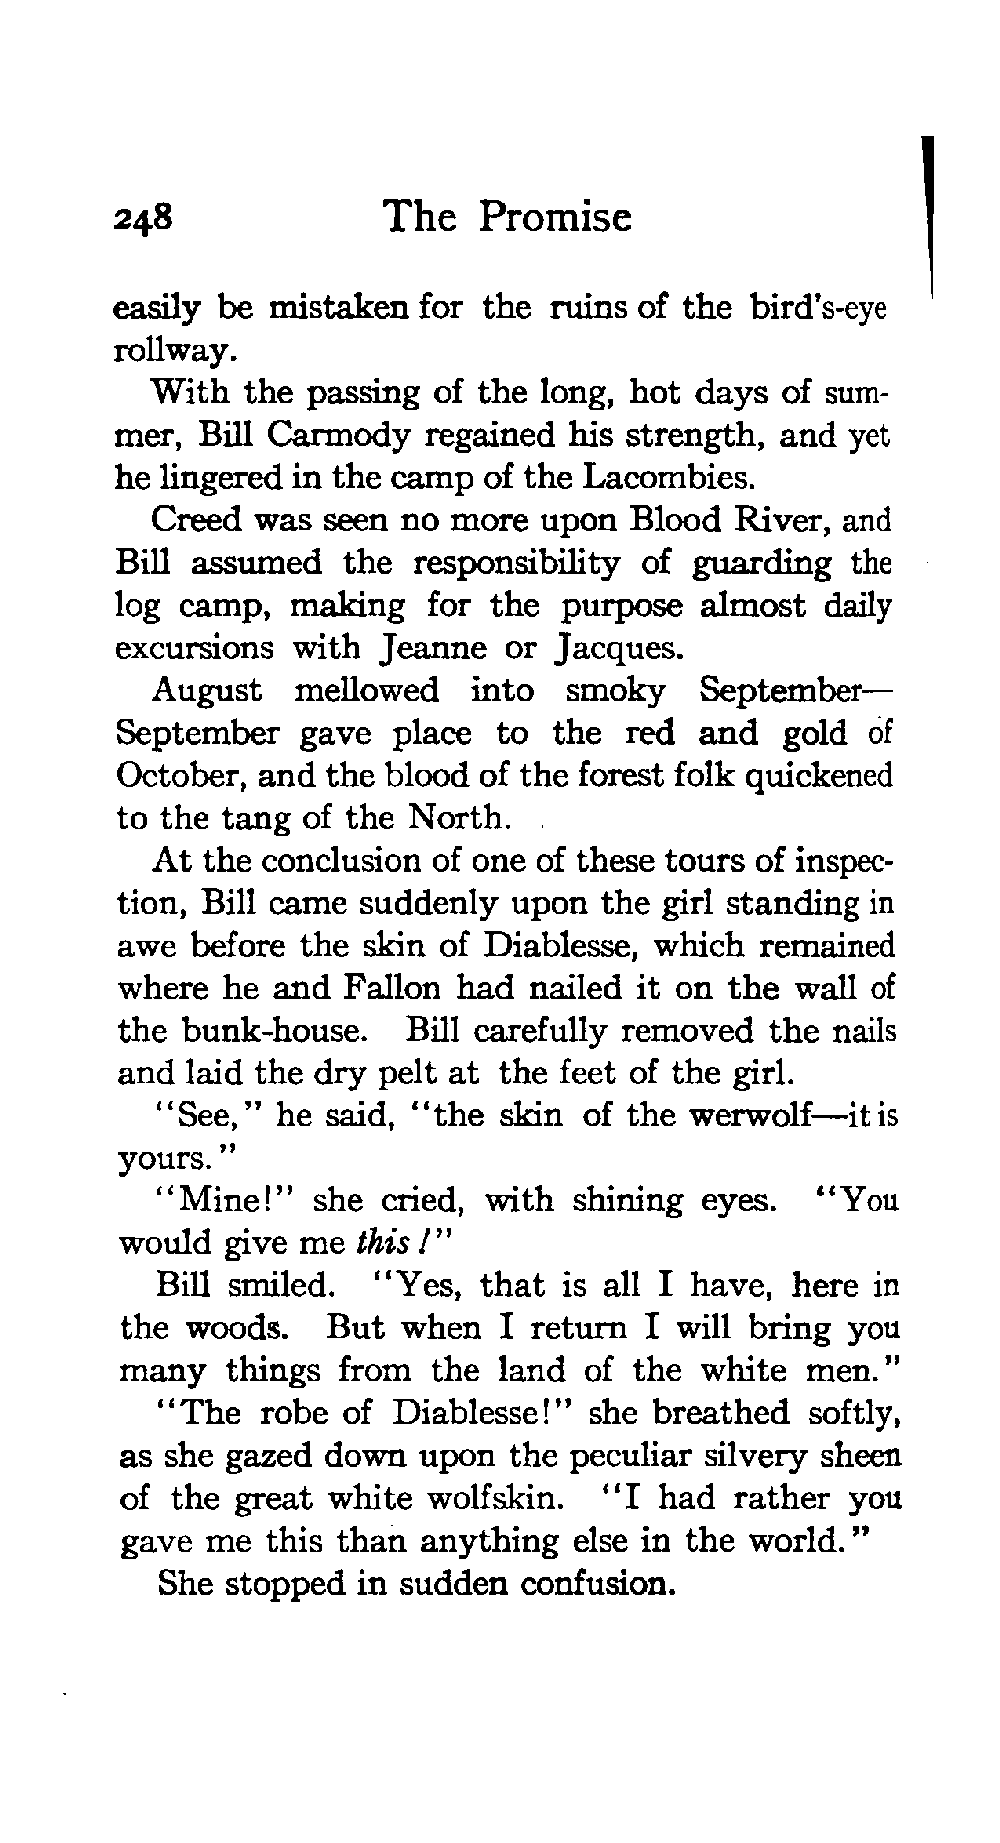 248 The Promise
easily be mistaken for the ruins of the bird's-eye
rollway.
With the passing of the long, hot days of sum-
mer, Bill Carmody regained his strength, and yet
he lingered in the camp of the Lacombies.
Creed was seen no more upon Blood River, and
Bill assumed the responsibility of guarding the
log camp, making for the purpose almost daily
excursions with Jeanne or Jacques.
August mellowed into smoky September—
September gave place to the red and gold of
October, and the blood of the forest folk quickened
to the tang of the North.
At the conclusion of one of these tours of inspec-
tion, Bill came suddenly upon the girl standing in
awe before the skin of Diablesse, which remained
where he and Fallon had nailed it on the wall of
the bunk-house. Bill carefully removed the nails
and laid the dry pelt at the feet of the girl.
"See," he said, "the skin of the werwolf—it is
yours."
"Mine!" she cried, with shining eyes. "You
would give me this!"
Bill smiled. "Yes, that is all I have, here in
the woods. But when I return I will bring you
many things from the land of the white men."
"The robe of Diablesse!" she breathed softly,
as she gazed down upon the peculiar silvery sheen
of the great white wolfskin. "I had rather you
gave me this than anything else in the world."
She stopped in sudden confusion.